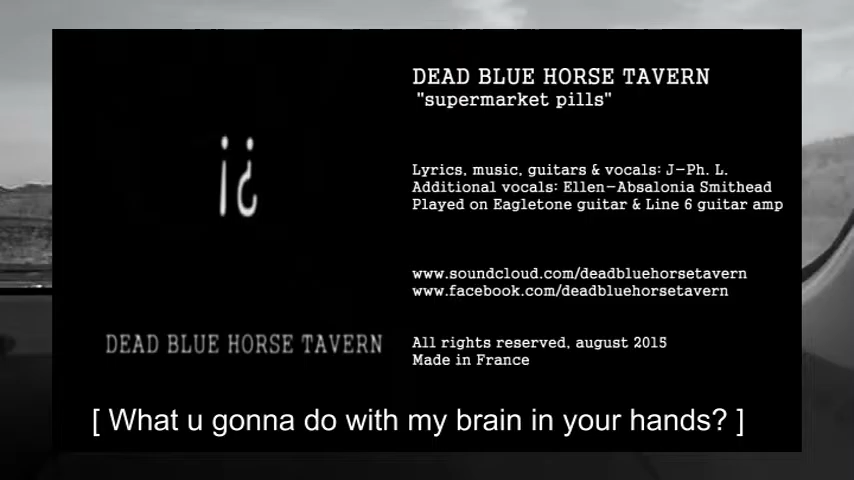 DEAD BLUE HORSE TAVERN
"supermarket pills"
Lyrics, music, guitars & vocals: J-Ph. L.
Additional vocals: Ellen-Absalonia Smithead
Played on Eagletone guitar & Line 6 guitar amp
www.soundcloud.com/deadbluehorsetavern
www.facebook.com/deadbluehorsetavern
All rights reserved, august 2015
Made in France
¡¿
DEAD BLUE HORSE TAVERN
[ What u gonna do with my brain in your hands? ]